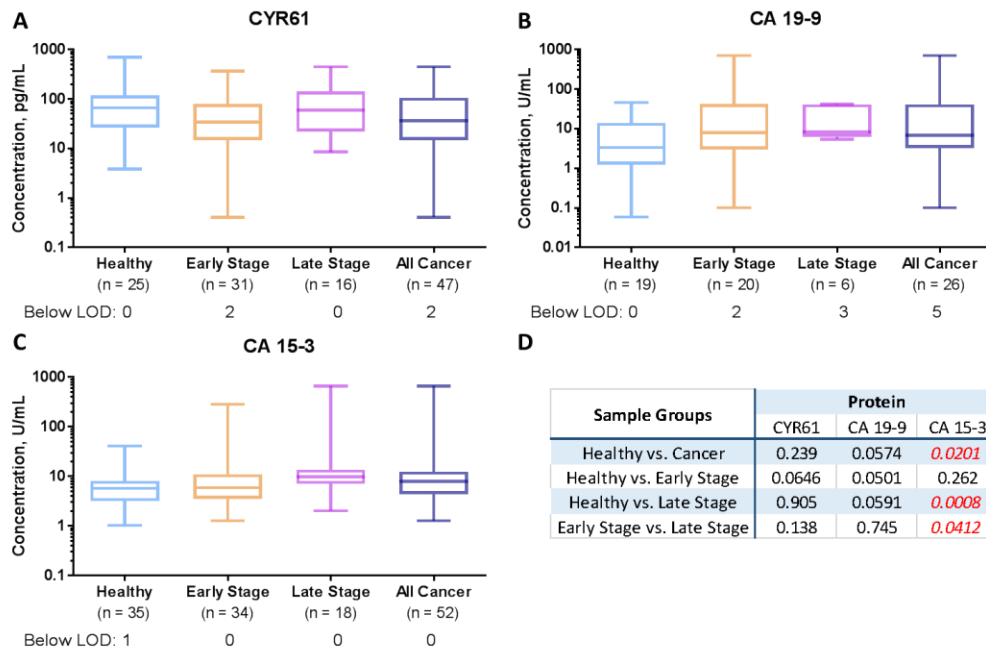 A
CYR61
Concentration, pg/mL
1000
100
10
1
0.1
Healthy Early Stage Late Stage All Cancer
(n = 25) (n = 31) (n = 16) (n = 47)
Below LOD: 0 2 0 2
B
CA 19-9
Concentration, U/mL
1000
100
10
1
0.1
0.01
Healthy Early Stage Late Stage All Cancer
(n = 19) (n = 20) (n = 6) (n = 26)
Below LOD: 0 2 3 5
C
CA 15-3
Concentration, U/mL
1000
100
10
1
0.1
Healthy Early Stage Late Stage All Cancer
(n = 35) (n = 34) (n = 18) (n = 52)
Below LOD: 1 0 0 0
D
Sample Groups Protein
CYR61 CA 19-9 CA 15-3
Healthy vs. Cancer 0.239 0.0574 0.0201
Healthy vs. Early Stage 0.0646 0.0501 0.262
Healthy vs. Late Stage 0.905 0.0591 0.0008
Early Stage vs. Late Stage 0.138 0.745 0.0412